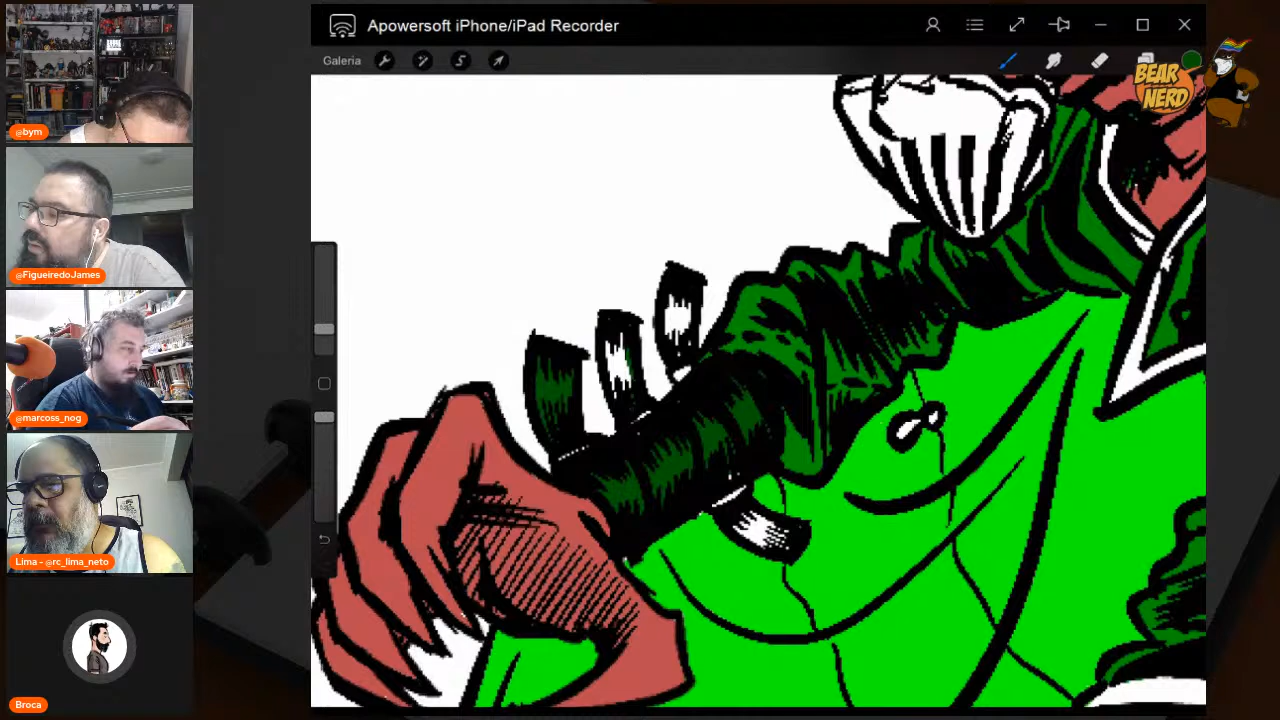 Apowersoft iPhone/iPad Recorder
Galeria
BEAR
NERD
@bym
@FigueiredoJames
@marcoss_nog
Lima - @rc_lima_neto
Broca